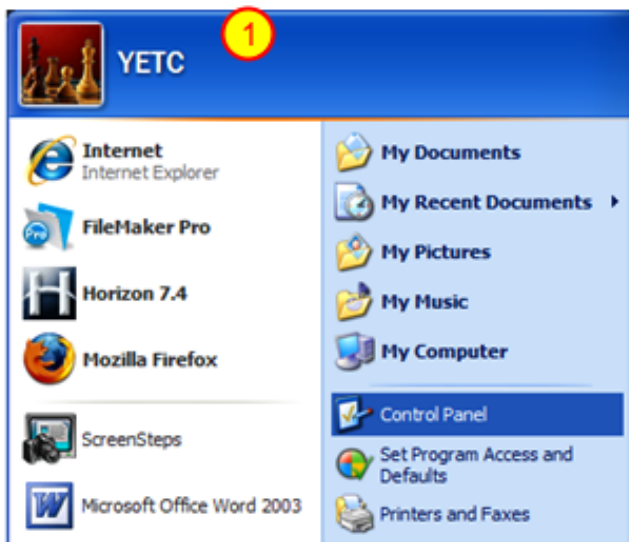 1
YETC
Internet
Internet Explorer
FileMaker Pro
Horizon 7.4
Mozilla Firefox
ScreenSteps
Microsoft Office Word 2003
My Documents
My Recent Documents
My Pictures
My Music
My Computer
Control Panel
Set Program Access and
Defaults
Printers and Faxes